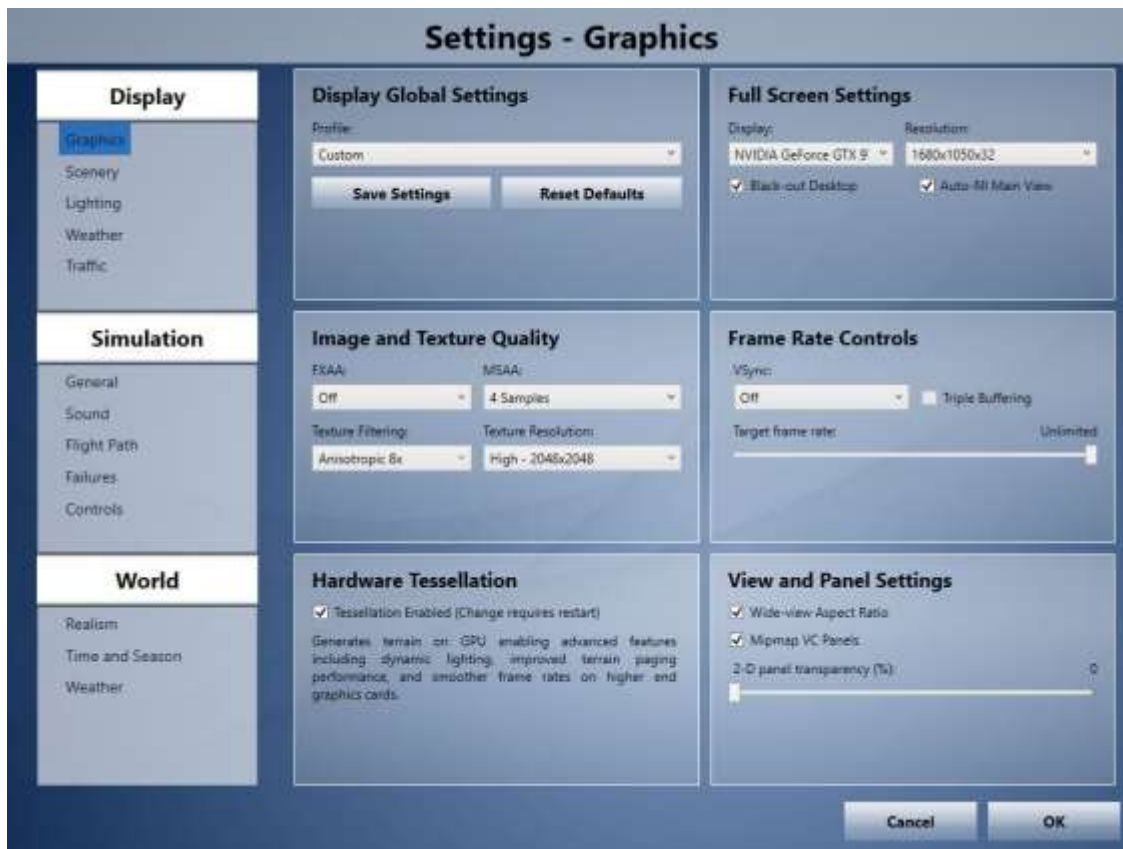 Settings - Graphics
Display
Graphics
Scenery
Lighting
Weather
Traffic
Simulation
General
Sound
Flight Path
Failures
Controls
World
Realism
Time and Season
Weather
Display Global Settings
Profile:
Custom
Save Settings
Reset Defaults
Full Screen Settings
Display:
Resolution:
NVIDIA GeForce GTX 9
1680x1050x32
Black-out Desktop
Auto-fill Main View
Image and Texture Quality
FXAA:
MSAA:
Off
4 Samples
Texture Filtering:
Texture Resolution:
Anisotropic 8x
High - 2048x2048
Frame Rate Controls
VSync:
Off
Triple Buffering
Target frame rate:
Unlimited
Hardware Tessellation
Tessellation Enabled (Change requires restart)
Generates terrain on GPU enabling advanced features
including dynamic lighting, improved terrain paging
performance, and smoother frame rates on higher end
graphics cards.
View and Panel Settings
Wide-view Aspect Ratio
Mipmap VC Panels
2-D panel transparency (%):
0
Cancel
OK